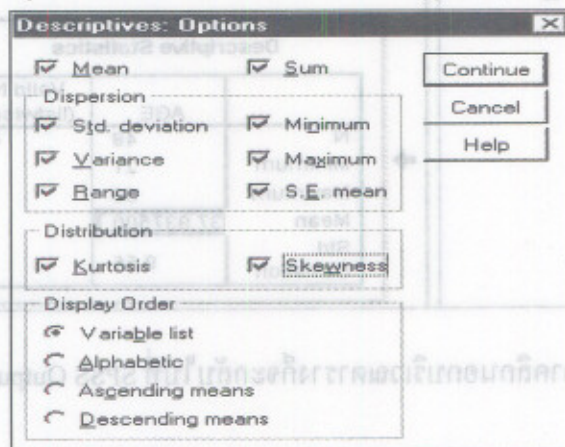 Descriptives: Options
Mean
Sum
Continue
Cancel
Help
Dispersion
Std. deviation
Minimum
Variance
Maximum
Range
S.E. mean
Distribution
Kurtosis
Skewness
Display Order
Variable list
Alphabetic
Ascending means
Descending means